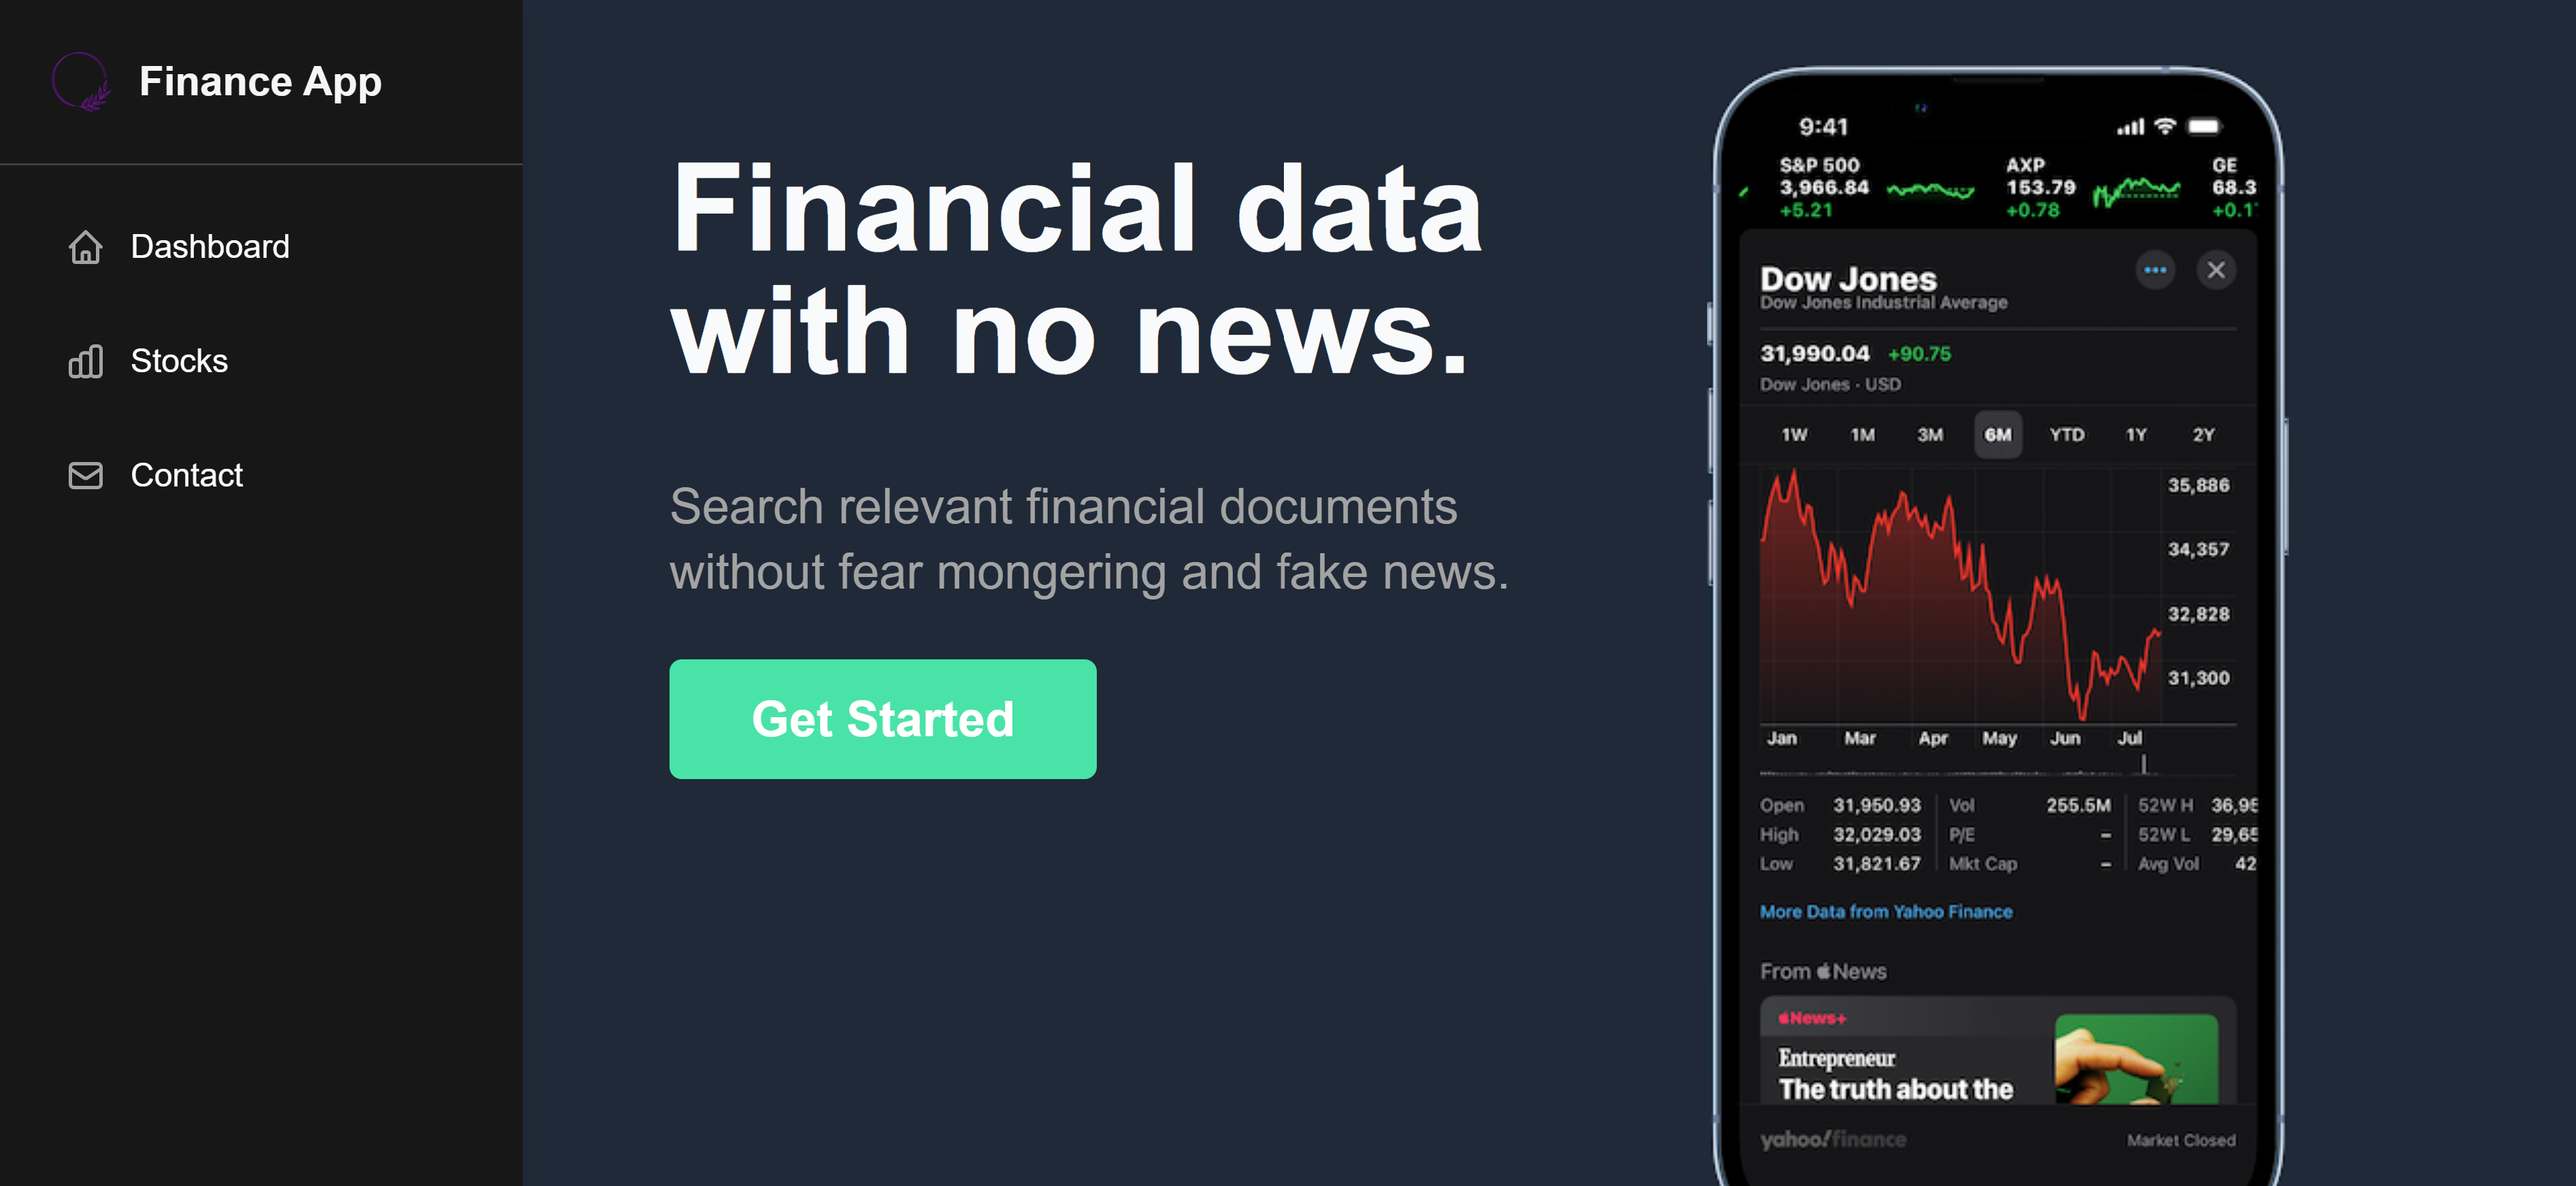 Finance App
Dashboard
Stocks
Contact
Financial data
with no news.
Search relevant financial documents
without fear mongering and fake news.
Get Started
9:41
S&P 500
3,966.84
+5.21
AXP
153.79
+0.78
GE
68.3
+0.1
Dow Jones
Dow Jones Industrial Average
31,990.04 +90.75
Dow Jones · USD
1W 1M 3M 6M YTD 1Y 2Y
35,886
34,357
32,828
31,300
Jan Mar Apr May Jun Jul
Open 31,950.93 Vol 255.5M 52W H 36,95
High 32,029.03 P/E – 52W L 29,65
Low 31,821.67 Mkt Cap – Avg Vol 42
More Data from Yahoo Finance
From News
News+
Entrepreneur
The truth about the
yahoo!finance Market Closed